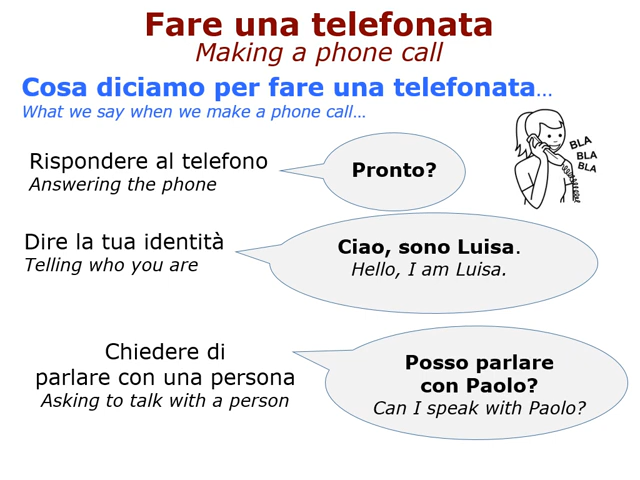 Fare una telefonata
Making a phone call
Cosa diciamo per fare una telefonata...
What we say when we make a phone call...
Rispondere al telefono
Answering the phone
Pronto?
BLA
BLA
BLA
Dire la tua identità
Telling who you are
Ciao, sono Luisa.
Hello, I am Luisa.
Chiedere di
parlare con una persona
Asking to talk with a person
Posso parlare
con Paolo?
Can I speak with Paolo?